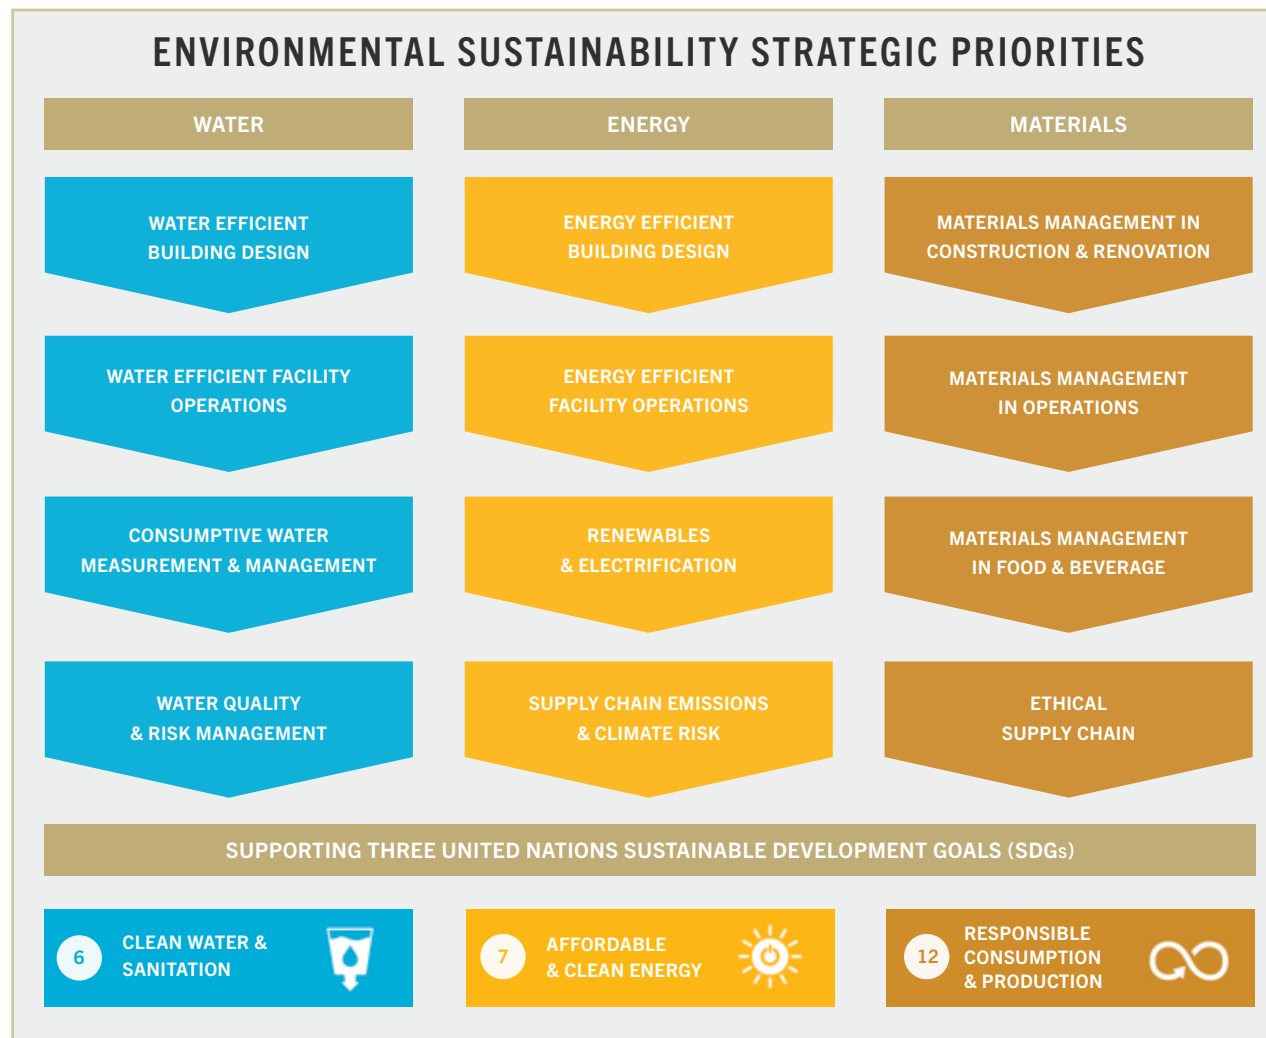 ENVIRONMENTAL SUSTAINABILITY STRATEGIC PRIORITIES
WATER
WATER EFFICIENT
BUILDING DESIGN
WATER EFFICIENT FACILITY
OPERATIONS
CONSUMPTIVE WATER
MEASUREMENT & MANAGEMENT
WATER QUALITY
& RISK MANAGEMENT
ENERGY
ENERGY EFFICIENT
BUILDING DESIGN
ENERGY EFFICIENT
FACILITY OPERATIONS
RENEWABLES
& ELECTRIFICATION
SUPPLY CHAIN EMISSIONS
& CLIMATE RISK
MATERIALS
MATERIALS MANAGEMENT IN
CONSTRUCTION & RENOVATION
MATERIALS MANAGEMENT
IN OPERATIONS
MATERIALS MANAGEMENT
IN FOOD & BEVERAGE
ETHICAL
SUPPLY CHAIN
SUPPORTING THREE UNITED NATIONS SUSTAINABLE DEVELOPMENT GOALS (SDGs)
6
CLEAN WATER &
SANITATION
7
AFFORDABLE
& CLEAN ENERGY
12
RESPONSIBLE
CONSUMPTION
& PRODUCTION